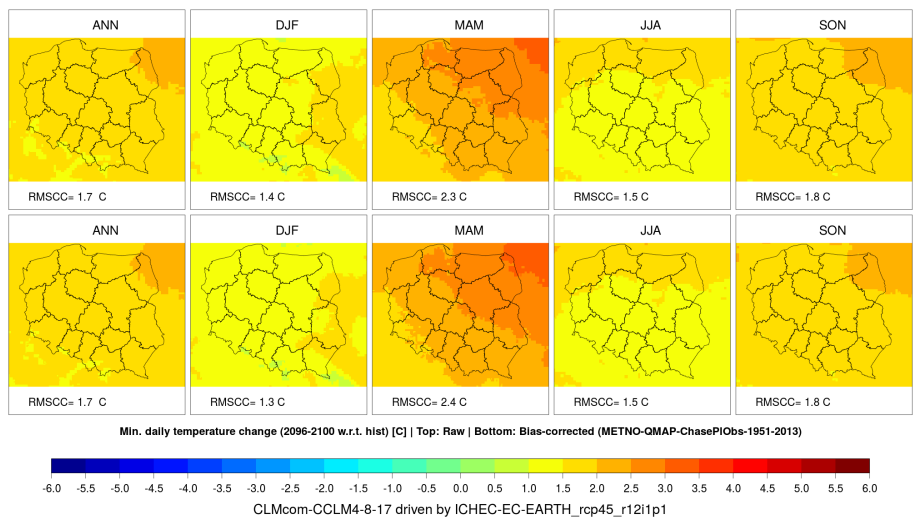 ANN DJF MAM JJA SON
RMSCC= 1.7 C RMSCC= 1.4 C RMSCC= 2.3 C RMSCC= 1.5 C RMSCC= 1.8 C
ANN DJF MAM JJA SON
RMSCC= 1.7 C RMSCC= 1.3 C RMSCC= 2.4 C RMSCC= 1.5 C RMSCC= 1.8 C
Min. daily temperature change (2096-2100 w.r.t. hist) [C] | Top: Raw | Bottom: Bias-corrected (METNO-QMAP-ChasePlObs-1951-2013)
-6.0 -5.5 -5.0 -4.5 -4.0 -3.5 -3.0 -2.5 -2.0 -1.5 -1.0 -0.5 0.0 0.5 1.0 1.5 2.0 2.5 3.0 3.5 4.0 4.5 5.0 5.5 6.0
CLMcom-CCLM4-8-17 driven by ICHEC-EC-EARTH_rcp45_r12i1p1